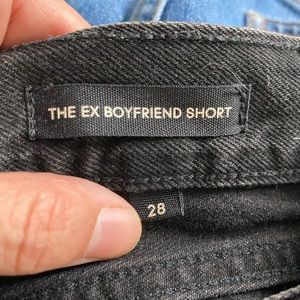 THE EX BOYFRIEND SHORT
28